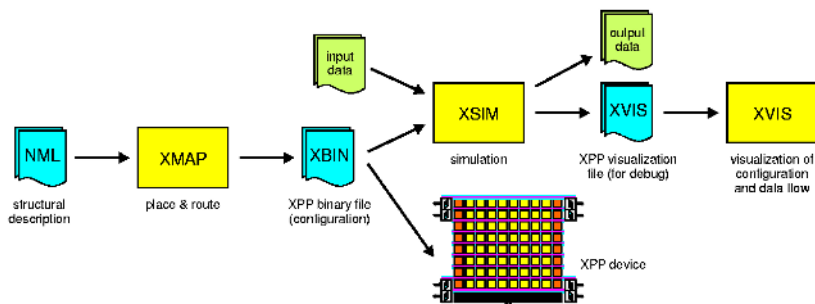 input
data
output
data
NML
XMAP
XBIN
XSIM
XVIS
XVIS
structural
description
place & route
XPP binary file
(configuration)
simulation
XPP visualization
file (for debug)
visualization of
configuration
and data flow
XPP device